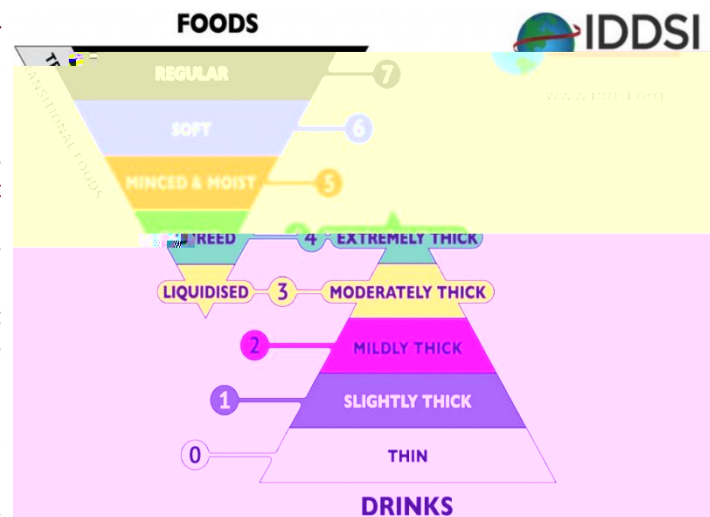 FOODS
IDDSI
REGULAR
7
SOFT
6
MINCED & MOIST
5
4
EXTREMELY THICK
LIQUIDISED
3
MODERATELY THICK
2
MILDLY THICK
1
SLIGHTLY THICK
0
THIN
DRINKS